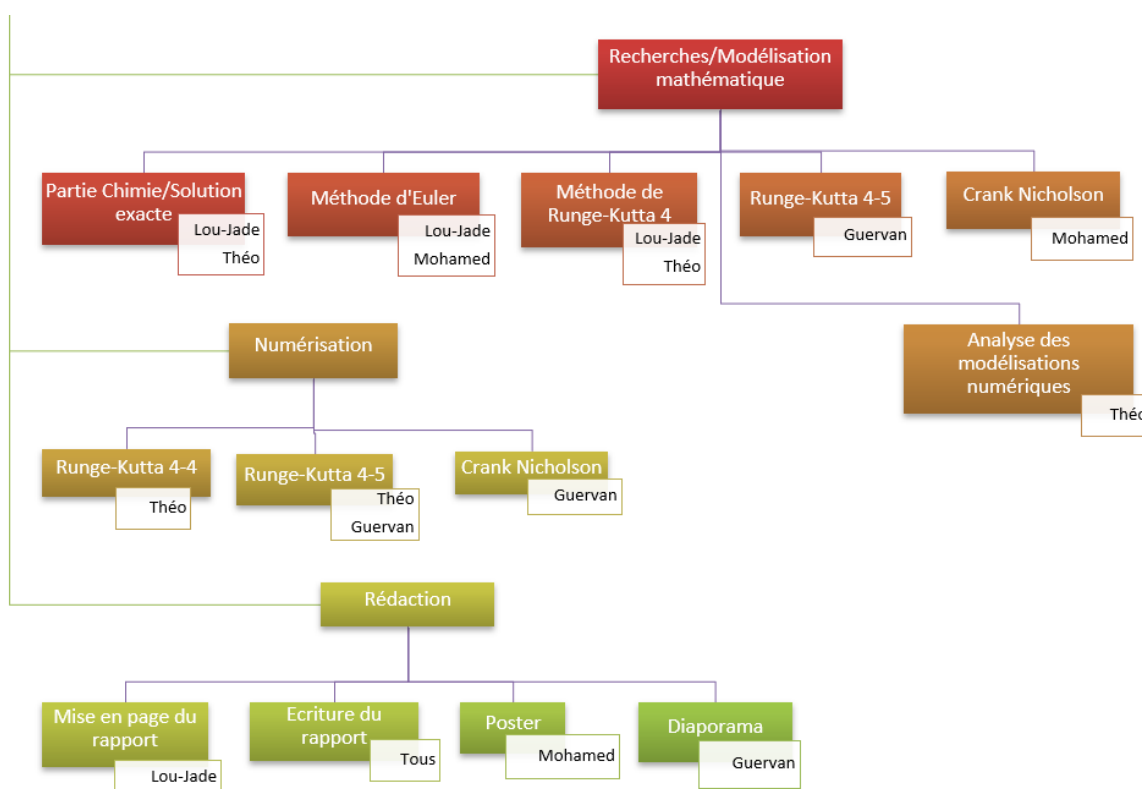 Recherches/Modélisation
mathématique
Partie Chimie/Solution
exacte
Lou-Jade
Théo
Méthode d'Euler
Lou-Jade
Mohamed
Méthode de
Runge-Kutta 4
Lou-Jade
Théo
Runge-Kutta 4-5
Guervan
Crank Nicholson
Mohamed
Analyse des
modélisations
numériques
Théo
Numérisation
Runge-Kutta 4-4
Théo
Runge-Kutta 4-5
Théo
Guervan
Crank Nicholson
Guervan
Rédaction
Mise en page du
rapport
Lou-Jade
Ecriture du
rapport
Tous
Poster
Mohamed
Diaporama
Guervan